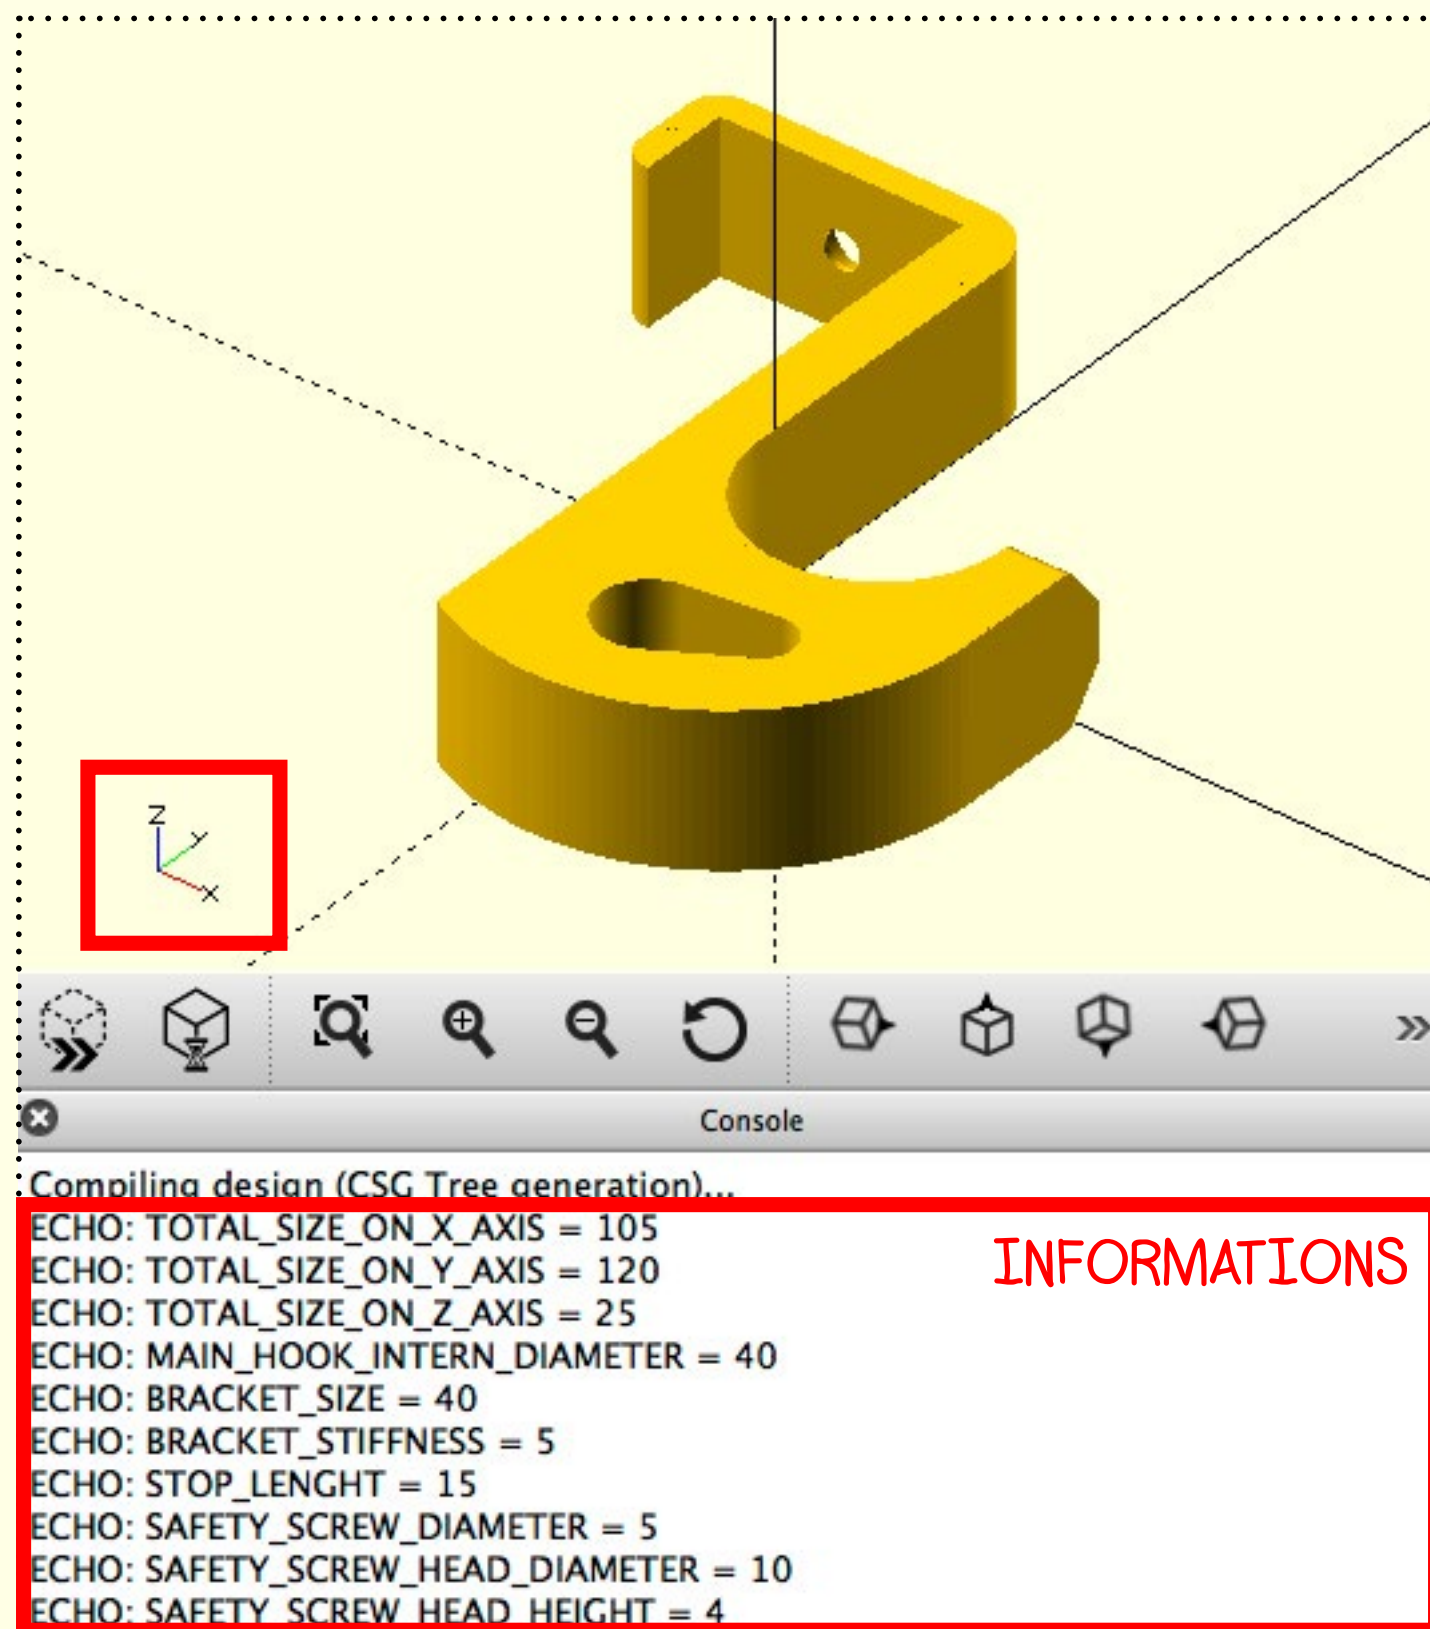 Z
y
X
Console
Compiling design (CSG Tree generation)...
ECHO: TOTAL_SIZE_ON_X_AXIS = 105
INFORMATIONS
ECHO: TOTAL_SIZE_ON_Y_AXIS = 120
ECHO: TOTAL_SIZE_ON_Z_AXIS = 25
ECHO: MAIN_HOOK_INTERN_DIAMETER = 40
ECHO: BRACKET_SIZE = 40
ECHO: BRACKET_STIFFNESS = 5
ECHO: STOP_LENGHT = 15
ECHO: SAFETY_SCREW_DIAMETER = 5
ECHO: SAFETY_SCREW_HEAD_DIAMETER = 10
ECHO: SAFETY_SCREW_HEAD_HEIGHT = 4